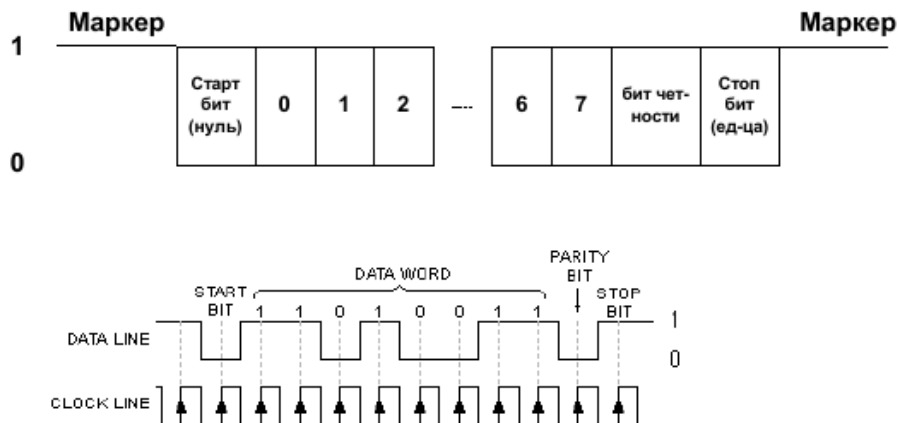 Маркер Маркер
1
Старт
бит
(нуль) 0 1 2 ---- 6 7 бит чет-
ности Стоп
бит
(ед-ца)
0
PARITY
BIT
DATA WORD
START
BIT 1 1 0 1 0 0 1 1 STOP
BIT
DATA LINE 1
0
CLOCK LINE